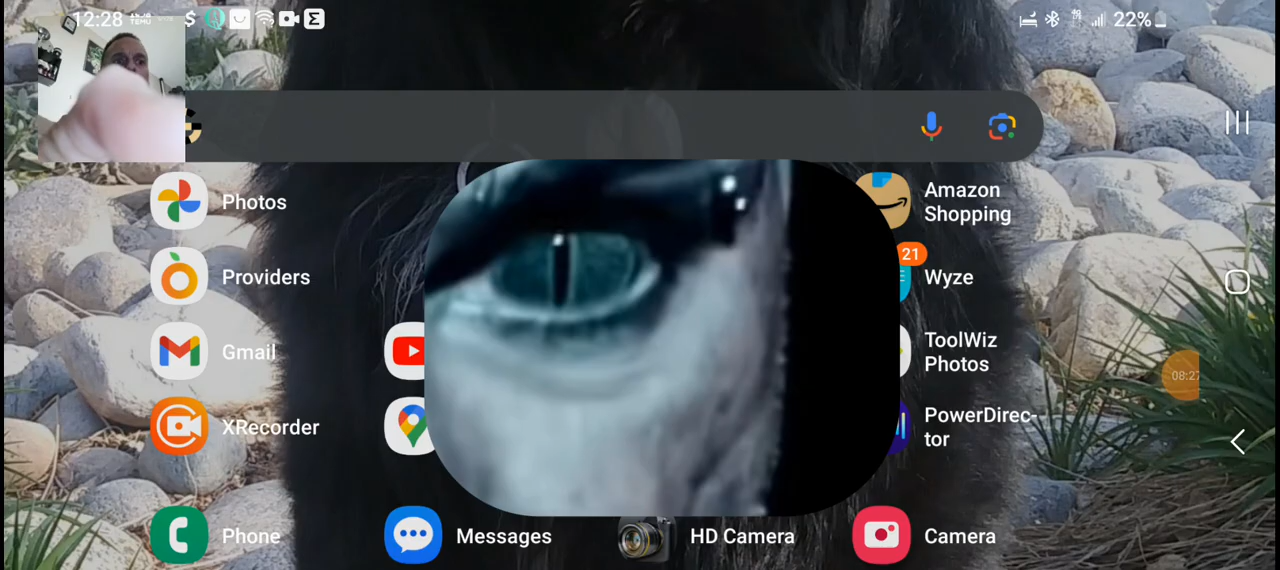 12:28
$
Σ
22%
Photos
Amazon
Shopping
21
Providers
Wyze
Gmail
ToolWiz
Photos
08:27
XRecorder
PowerDirec-
tor
Phone
Messages
HD Camera
Camera